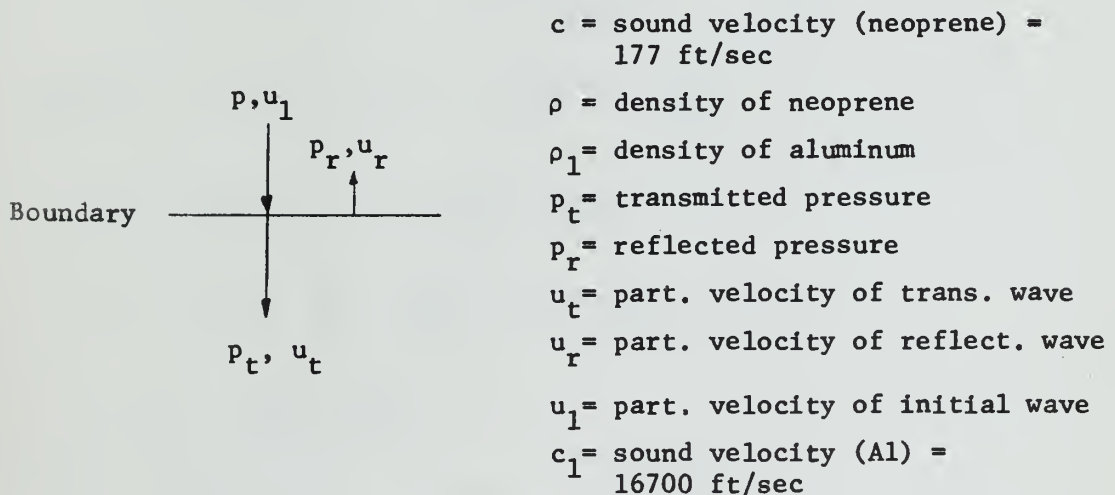 p,u₁
pᵣ,uᵣ
Boundary
pₜ, uₜ
c = sound velocity (neoprene) =
177 ft/sec
ρ = density of neoprene
ρ₁= density of aluminum
pₜ= transmitted pressure
pᵣ= reflected pressure
uₜ= part. velocity of trans. wave
uᵣ= part. velocity of reflect. wave
u₁= part. velocity of initial wave
c₁= sound velocity (Al) =
16700 ft/sec